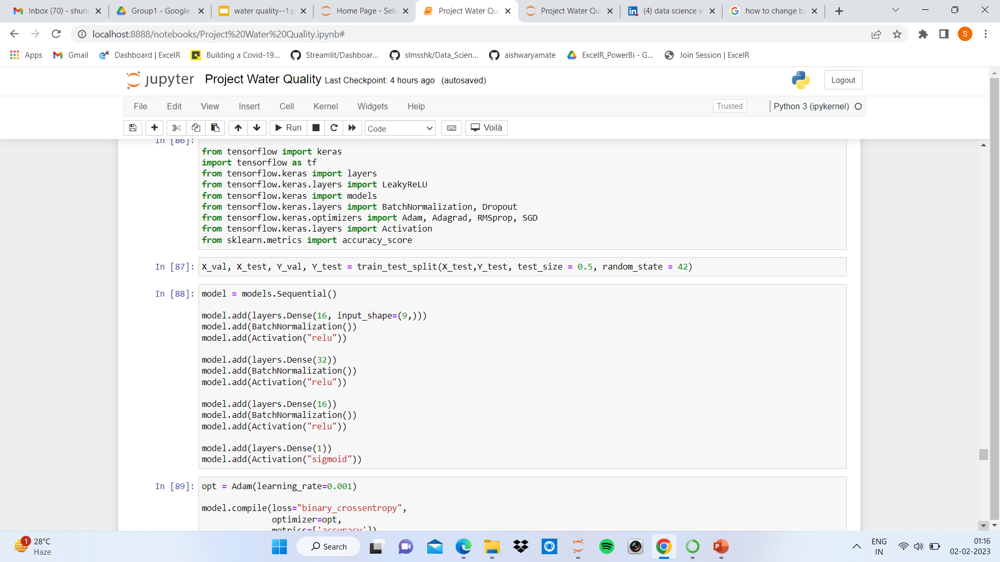 Inbox (70) - shun
Group1 - Google
water quality--1.p
Home Page - Sele
Project Water Qu
Project Water Qu
(4) data science in
how to change ba
localhost:8888/notebooks/Project%20Water%20Quality.ipynb#
S
Apps
Gmail
Dashboard | ExcelR
Building a Covid-19...
Streamlit/Dashboar...
slmsshk/Data_Scien...
aishwaryamate
ExcelR_PowerBi - G...
Join Session | ExcelR
jupyter Project Water Quality Last Checkpoint: 4 hours ago (autosaved)
Logout
File Edit View Insert Cell Kernel Widgets Help
Trusted
Python 3 (ipykernel)
Run
Code
Voilà
In [86]:
from tensorflow import keras
import tensorflow as tf
from tensorflow.keras import layers
from tensorflow.keras.layers import LeakyReLU
from tensorflow.keras import models
from tensorflow.keras.layers import BatchNormalization, Dropout
from tensorflow.keras.optimizers import Adam, Adagrad, RMSprop, SGD
from tensorflow.keras.layers import Activation
from sklearn.metrics import accuracy_score
In [87]: X_val, X_test, Y_val, Y_test = train_test_split(X_test,Y_test, test_size = 0.5, random_state = 42)
In [88]: model = models.Sequential()
model.add(layers.Dense(16, input_shape=(9,)))
model.add(BatchNormalization())
model.add(Activation("relu"))
model.add(layers.Dense(32))
model.add(BatchNormalization())
model.add(Activation("relu"))
model.add(layers.Dense(16))
model.add(BatchNormalization())
model.add(Activation("relu"))
model.add(layers.Dense(1))
model.add(Activation("sigmoid"))
In [89]: opt = Adam(learning_rate=0.001)
model.compile(loss="binary_crossentropy",
optimizer=opt,
metrics=['accuracy'])
1
28°C
Haze
Search
ENG
IN
01:16
02-02-2023